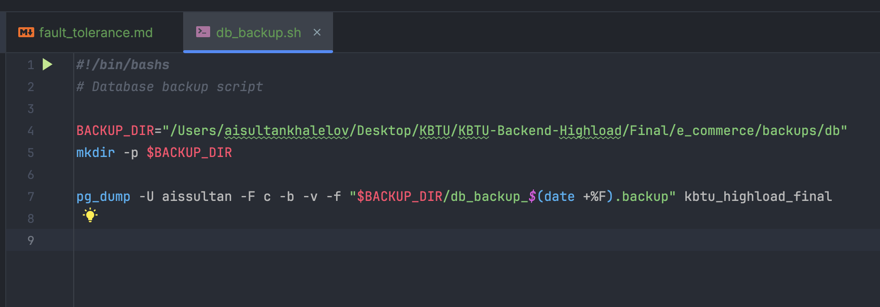 fault_tolerance.md
db_backup.sh
1 #!/bin/bashs
2 # Database backup script
3
4 BACKUP_DIR="/Users/aisultankhalelov/Desktop/KBTU/KBTU-Backend-Highload/Final/e_commerce/backups/db"
5 mkdir -p $BACKUP_DIR
6
7 pg_dump -U aissultan -F c -b -v -f "$BACKUP_DIR/db_backup_$(date +%F).backup" kbtu_highload_final
8
9